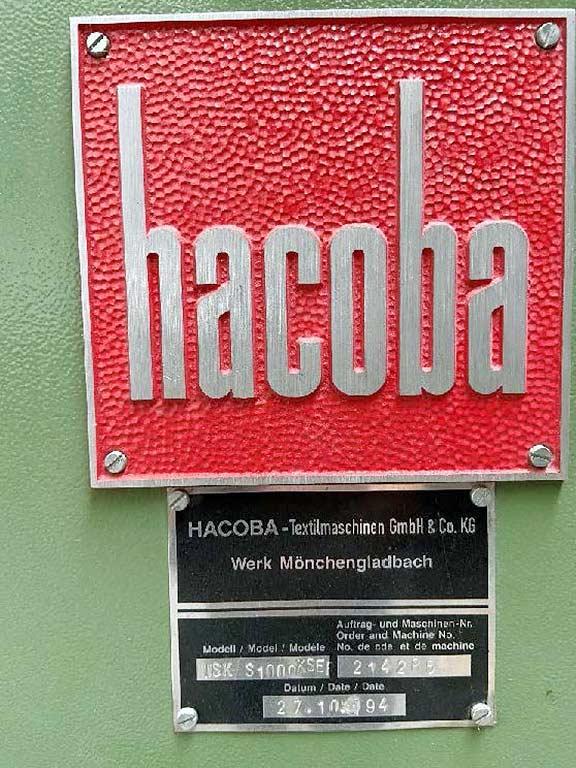 hacoba
HACOBA-Textilmaschinen GmbH & Co. KG
Werk Mönchengladbach
Auftrag- und Maschinen-Nr.
Order and Machine No.
Modell / Model / Modèle
No. de cde et de machine
Datum / Date / Date